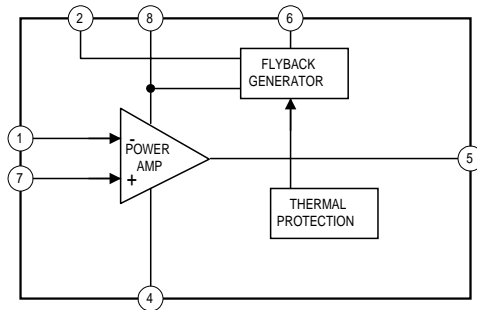 2 8 6
FLYBACK
GENERATOR
1
-
POWER
AMP
+
7
5
THERMAL
PROTECTION
4